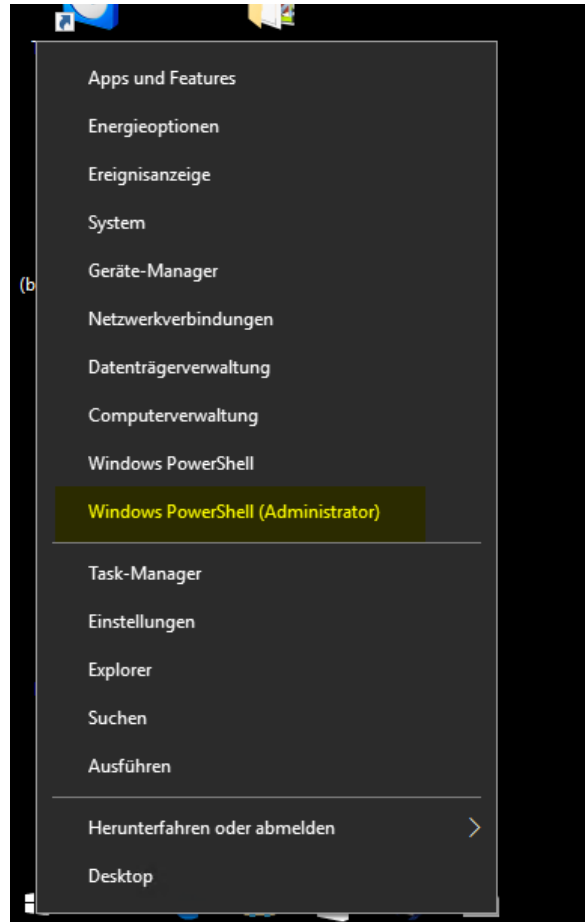 Apps und Features
Energieoptionen
Ereignisanzeige
System
(b
Geräte-Manager
Netzwerkverbindungen
Datenträgerverwaltung
Computerverwaltung
Windows PowerShell
Windows PowerShell (Administrator)
Task-Manager
Einstellungen
Explorer
Suchen
Ausführen
Herunterfahren oder abmelden
Desktop